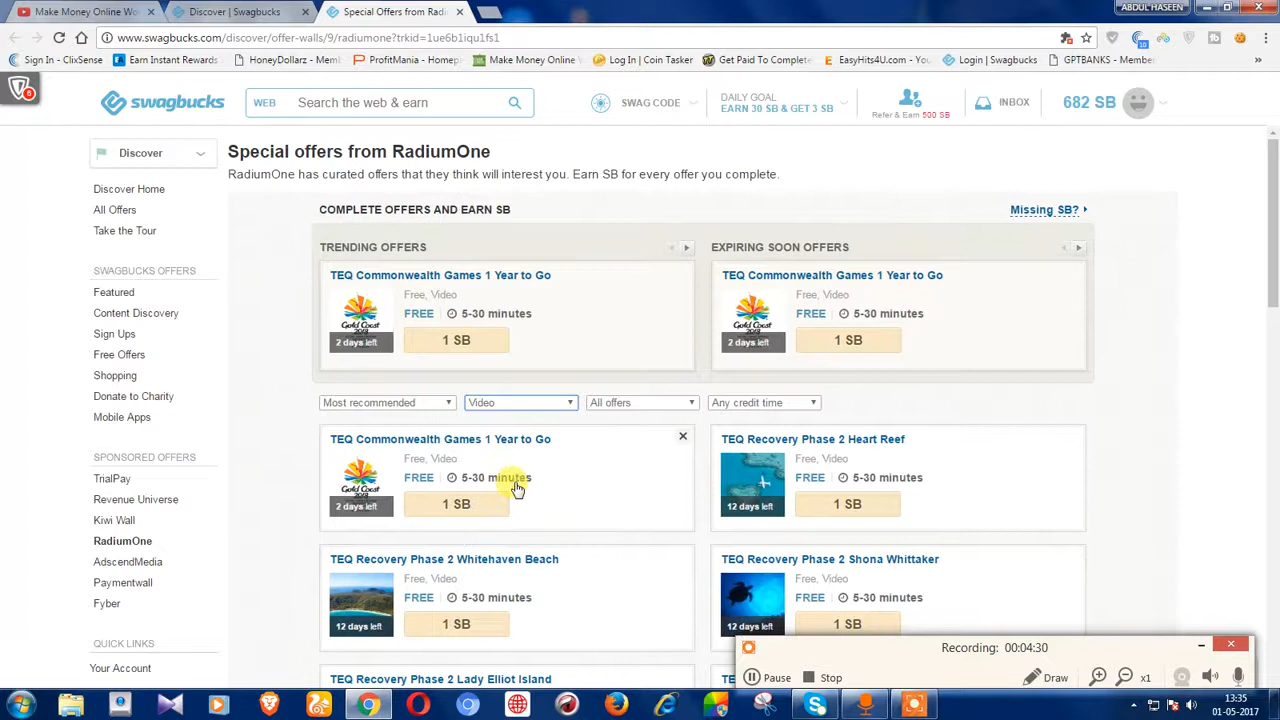 Make Money Online Wo
Discover | Swagbucks
Special Offers from Radi
ABDUL HASEEN
www.swagbucks.com/discover/offer-walls/9/radiumone?trkid=1ue6b1iqu1fs1
Sign In - ClixSense
Earn Instant Rewards
HoneyDollarz - Mem
ProfitMania - Homep
Make Money Online
Log In | Coin Tasker
Get Paid To Complete
EasyHits4U.com - You
Login | Swagbucks
GPTBANKS - Membe
»
6
swagbucks
WEB
Search the web & earn
SWAG CODE
DAILY GOAL
EARN 30 SB & GET 3 SB
Refer & Earn 500 SB
INBOX
682 SB
Discover
Discover Home
All Offers
Take the Tour
SWAGBUCKS OFFERS
Featured
Content Discovery
Sign Ups
Free Offers
Shopping
Donate to Charity
Mobile Apps
SPONSORED OFFERS
TrialPay
Revenue Universe
Kiwi Wall
RadiumOne
AdscendMedia
Paymentwall
Fyber
QUICK LINKS
Your Account
Special offers from RadiumOne
RadiumOne has curated offers that they think will interest you. Earn SB for every offer you complete.
COMPLETE OFFERS AND EARN SB
Missing SB?
TRENDING OFFERS
TEQ Commonwealth Games 1 Year to Go
Free, Video
FREE
5-30 minutes
Gold Coast
2018
2 days left
1 SB
EXPIRING SOON OFFERS
TEQ Commonwealth Games 1 Year to Go
Free, Video
FREE
5-30 minutes
Gold Coast
2018
2 days left
1 SB
Most recommended
Video
All offers
Any credit time
TEQ Commonwealth Games 1 Year to Go
Free, Video
FREE
5-30 minutes
Gold Coast
2018
2 days left
1 SB
TEQ Recovery Phase 2 Heart Reef
Free, Video
FREE
5-30 minutes
12 days left
1 SB
TEQ Recovery Phase 2 Whitehaven Beach
Free, Video
FREE
5-30 minutes
12 days left
1 SB
TEQ Recovery Phase 2 Shona Whittaker
Free, Video
FREE
5-30 minutes
12 days left
1 SB
TEQ Recovery Phase 2 Lady Elliot Island
Recording: 00:04:30
Pause
Stop
Draw
x1
13:35
01-05-2017